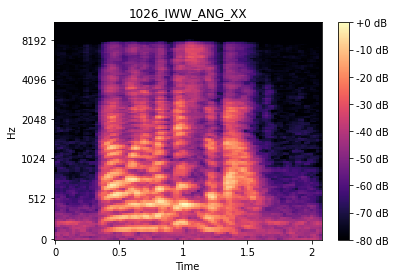 1026_IWW_ANG_XX
Hz
8192
4096
2048
1024
512
0
0
0.5
1
1.5
2
Time
+0 dB
-10 dB
-20 dB
-30 dB
-40 dB
-50 dB
-60 dB
-70 dB
-80 dB